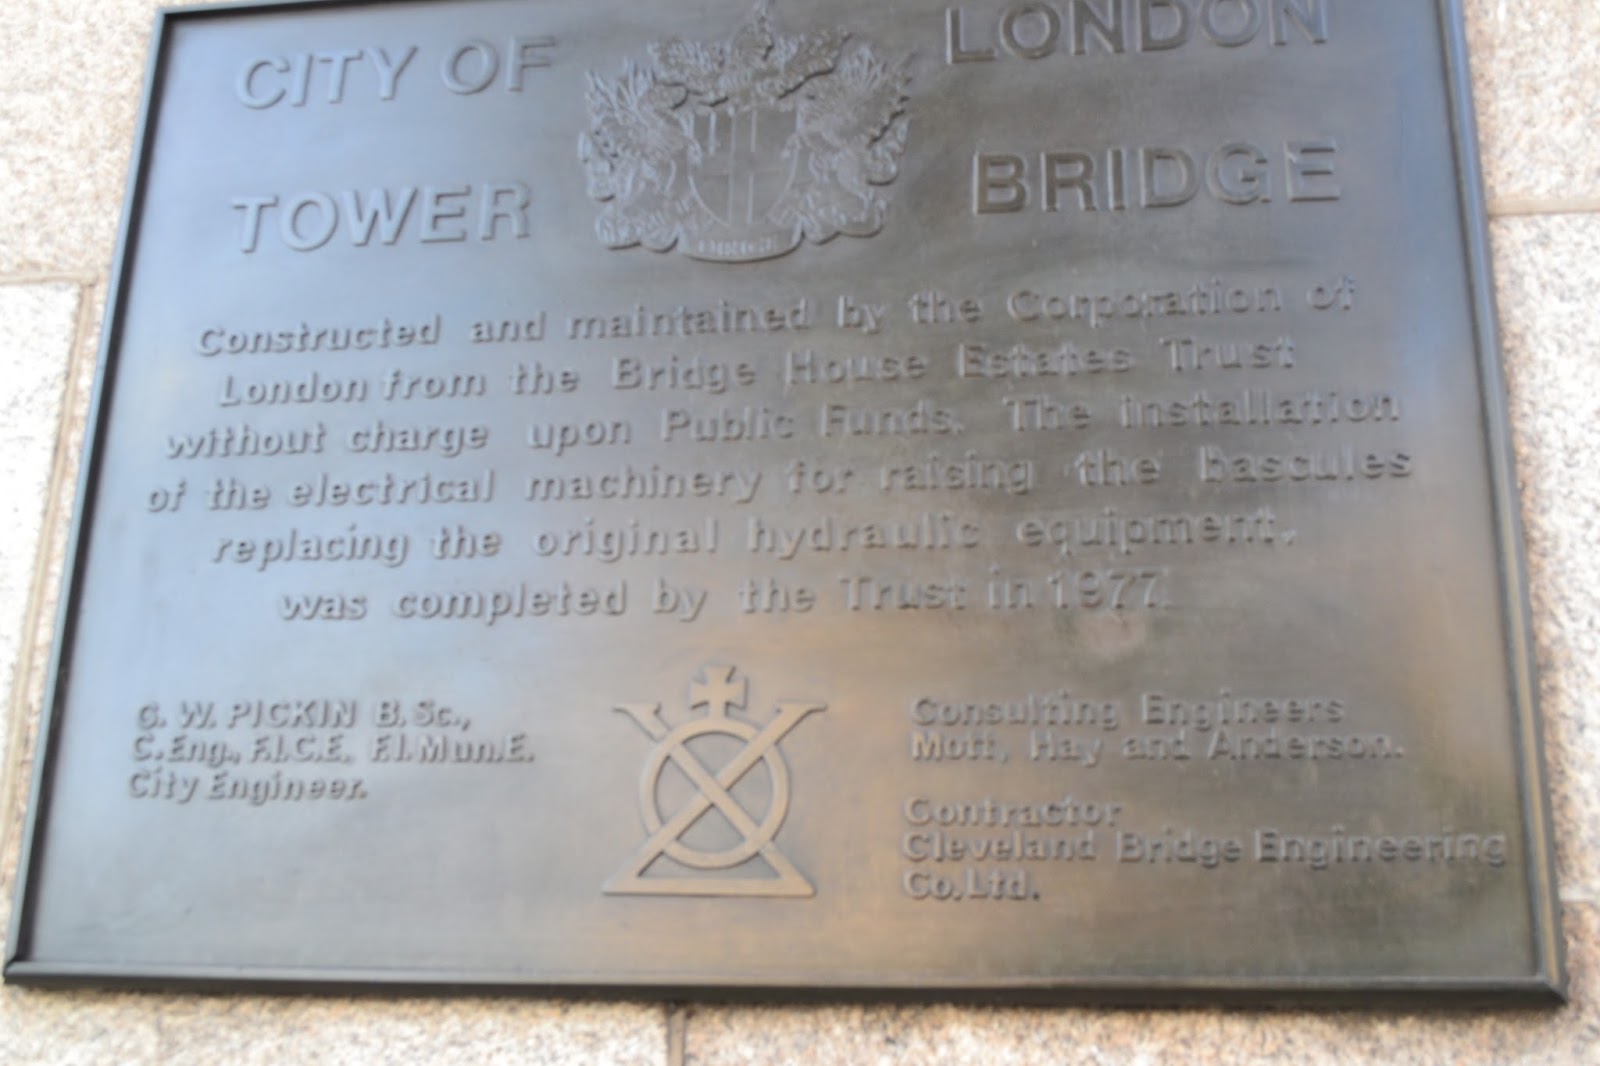 CITY OF LONDON
TOWER BRIDGE
Constructed and maintained by the Corporation of
London from the Bridge House Estates Trust
without charge upon Public Funds. The installation
of the electrical machinery for raising the bascules
replacing the original hydraulic equipment,
was completed by the Trust in 1977.
G. W. PICKIN B. Sc.,
C. Eng., F.I.C.E., F.I. Mun. E.
City Engineer.
Consulting Engineers
Mott, Hay and Anderson.
Contractor
Cleveland Bridge Engineering
Co. Ltd.